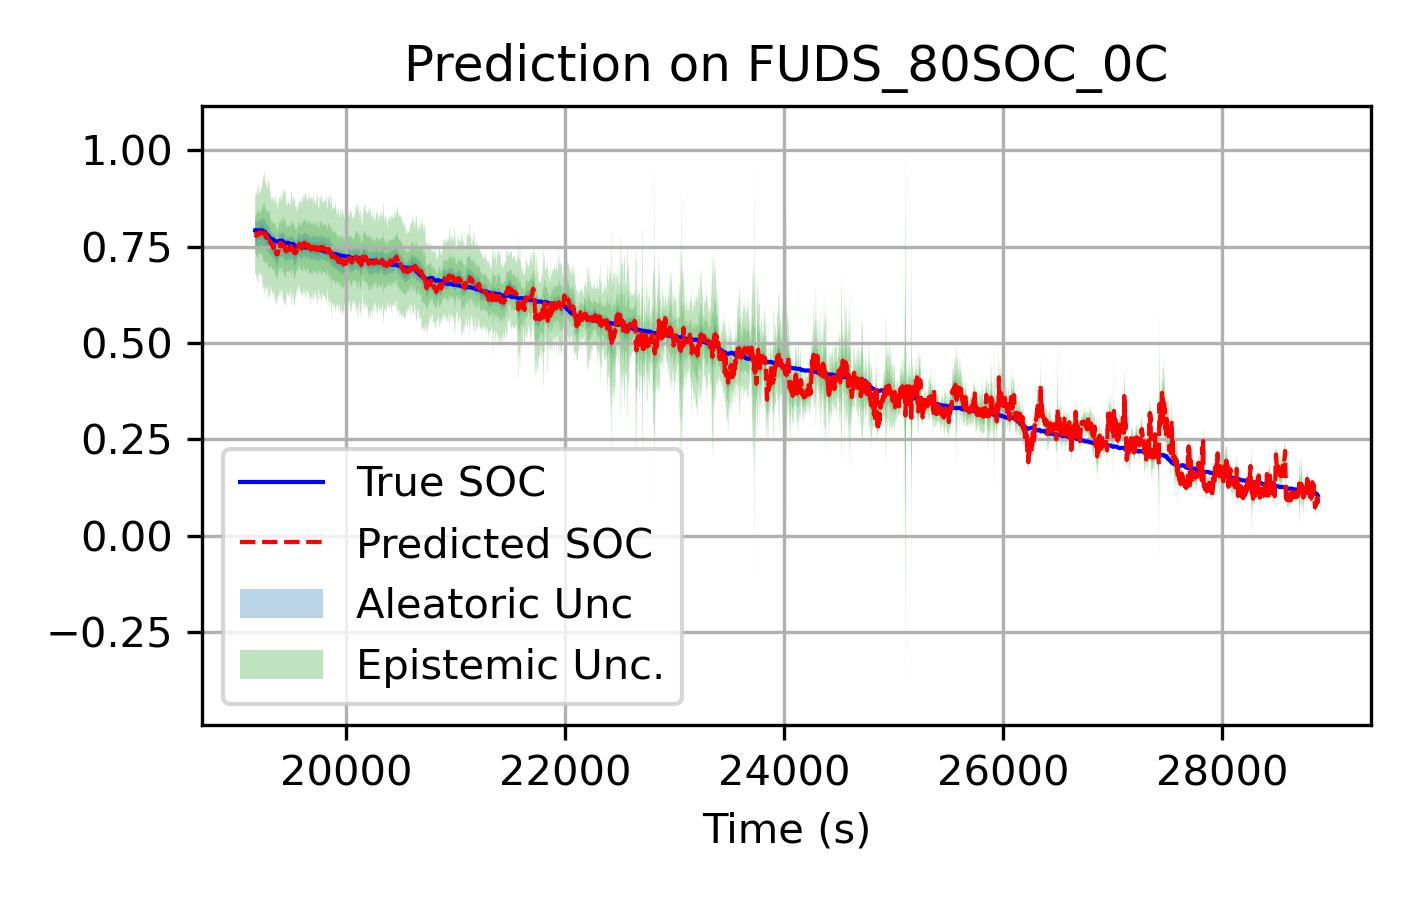 Prediction on FUDS_80SOC_0C
1.00
0.75
0.50
0.25
0.00
−0.25
True SOC
Predicted SOC
Aleatoric Unc
Epistemic Unc.
20000 22000 24000 26000 28000
Time (s)